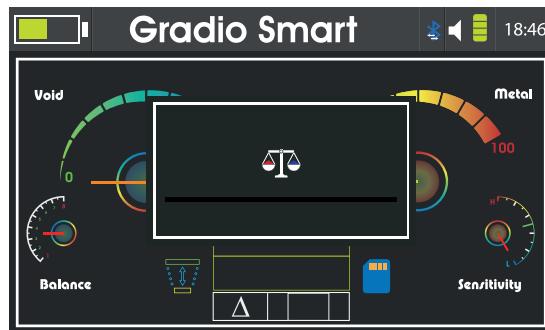 Gradio Smart
18:46
Void
Metal
0
100
H
L
Balance
Sensitivity
Δ